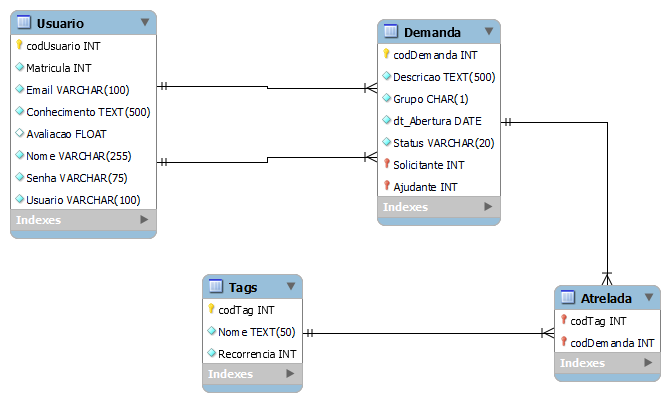 Usuario
codUsuario INT
Matricula INT
Email VARCHAR(100)
Conhecimento TEXT(500)
Avaliacao FLOAT
Nome VARCHAR(255)
Senha VARCHAR(75)
Usuario VARCHAR(100)
Indexes
Demanda
codDemanda INT
Descricao TEXT(500)
Grupo CHAR(1)
dt_Abertura DATE
Status VARCHAR(20)
Solicitante INT
Ajudante INT
Indexes
Tags
codTag INT
Nome TEXT(50)
Recorrencia INT
Indexes
Atrelada
codTag INT
codDemanda INT
Indexes